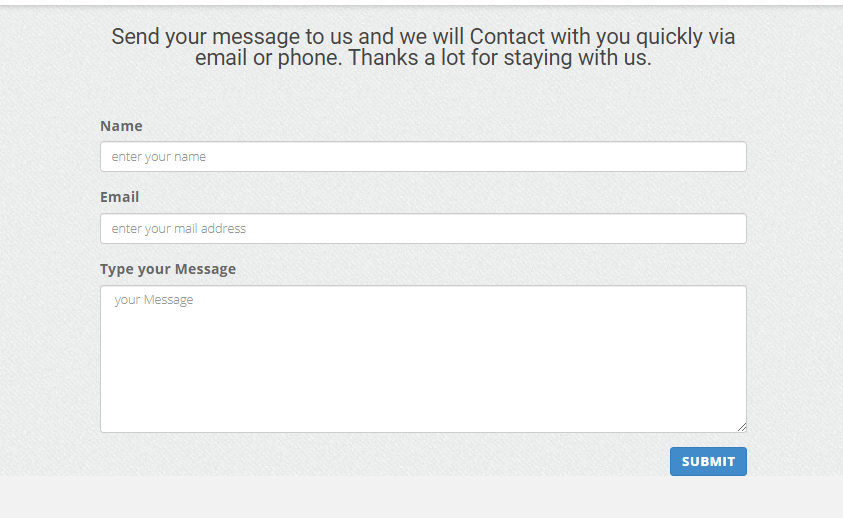 Send your message to us and we will Contact with you quickly via
email or phone. Thanks a lot for staying with us.
Name
enter your name
Email
enter your mail address
Type your Message
your Message
SUBMIT